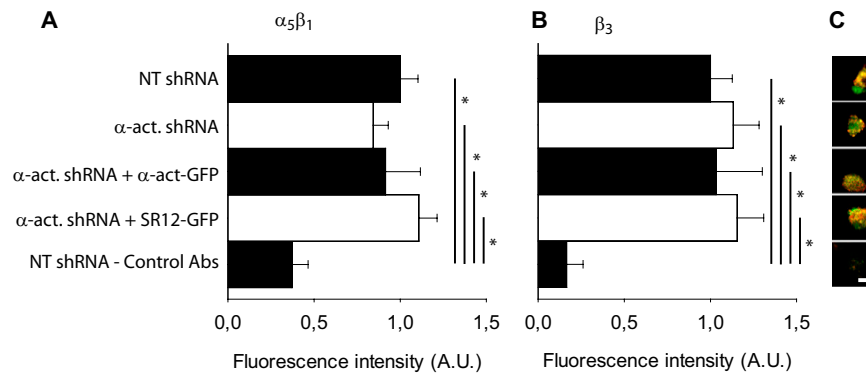 A
α5β1
B
β3
C
NT shRNA
α-act. shRNA
α-act. shRNA + α-act-GFP
α-act. shRNA + SR12-GFP
NT shRNA - Control Abs
* * * *
* * * *
0,0 0,5 1,0 1,5
0,0 0,5 1,0 1,5
Fluorescence intensity (A.U.)
Fluorescence intensity (A.U.)